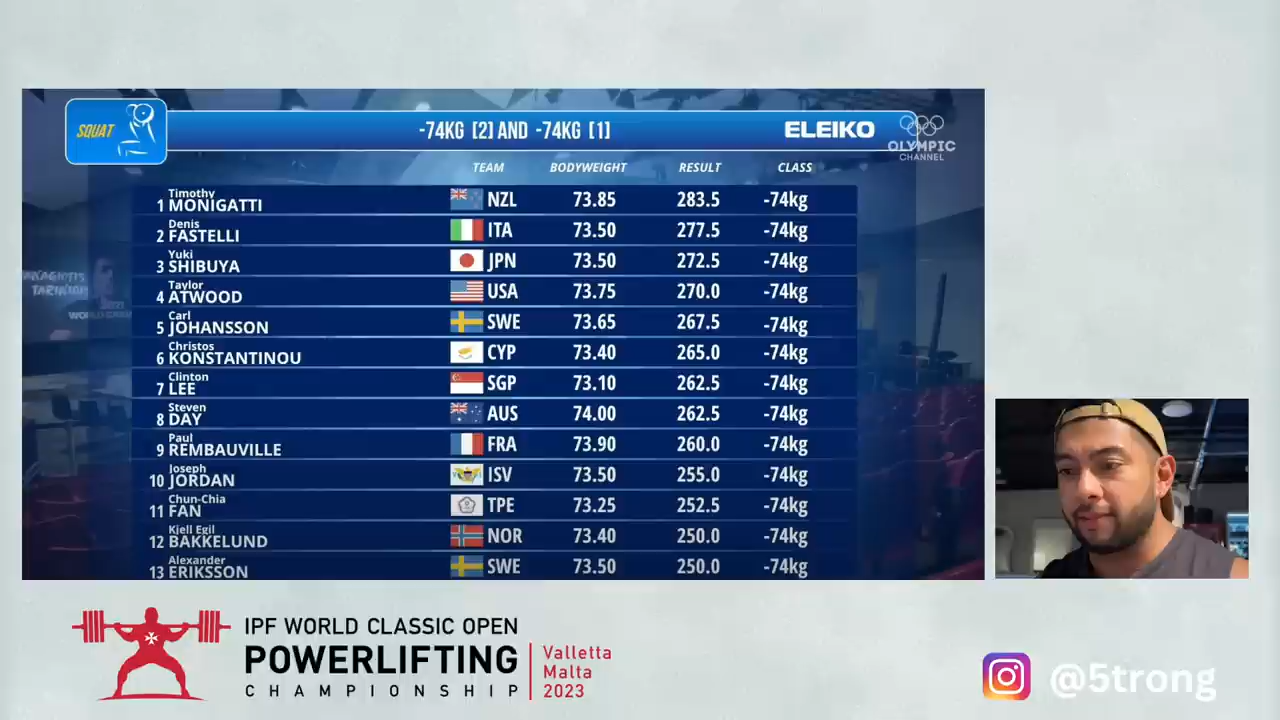 SQUAT
-74KG [2] AND -74KG [1]
ELEIKO
OLYMPIC
CHANNEL
TEAM BODYWEIGHT RESULT CLASS
Timothy
1 MONIGATTI NZL 73.85 283.5 -74kg
Denis
2 FASTELLI ITA 73.50 277.5 -74kg
Yuki
3 SHIBUYA JPN 73.50 272.5 -74kg
Taylor
4 ATWOOD USA 73.75 270.0 -74kg
Carl
5 JOHANSSON SWE 73.65 267.5 -74kg
Christos
6 KONSTANTINOU CYP 73.40 265.0 -74kg
Clinton
7 LEE SGP 73.10 262.5 -74kg
Steven
8 DAY AUS 74.00 262.5 -74kg
Paul
9 REMBAUVILLE FRA 73.90 260.0 -74kg
Joseph
10 JORDAN ISV 73.50 255.0 -74kg
Chun-Chia
11 FAN TPE 73.25 252.5 -74kg
Kjell Egil
12 BAKKELUND NOR 73.40 250.0 -74kg
Alexander
13 ERIKSSON SWE 73.50 250.0 -74kg
IPF WORLD CLASSIC OPEN
POWERLIFTING
CHAMPIONSHIP
Valletta
Malta
2023
@5trong